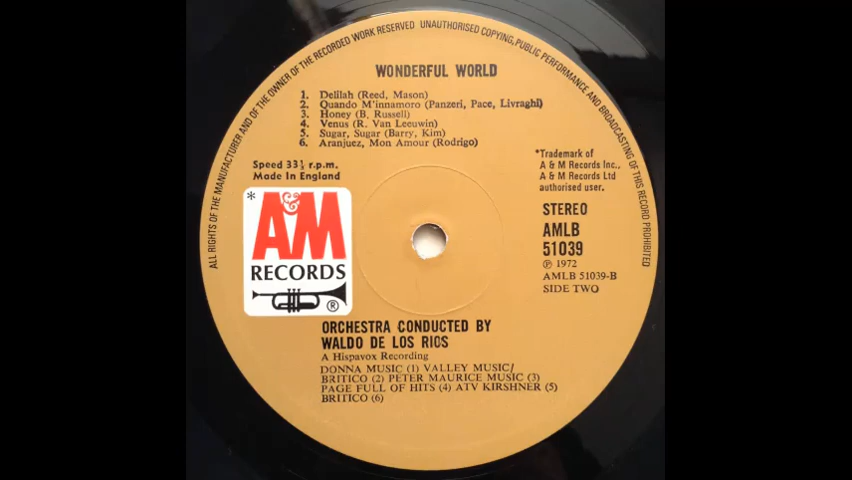 ALL RIGHTS OF THE MANUFACTURER AND OF THE OWNER OF THE RECORDED WORK RESERVED UNAUTHORISED COPYING, PUBLIC PERFORMANCE AND BROADCASTING OF THIS RECORD PROHIBITED
WONDERFUL WORLD
1. Delilah (Reed, Mason)
2. Quando M'innamoro (Panzeri, Pace, Livraghi)
3. Honey (B. Russell)
4. Venus (R. Van Leeuwin)
5. Sugar, Sugar (Barry, Kim)
6. Aranjuez, Mon Amour (Rodrigo)
Speed 33⅓ r.p.m.
Made In England
*Trademark of
A & M Records Inc.,
A & M Records Ltd
authorised user.
* A&M
RECORDS
®
STEREO
AMLB
51039
℗ 1972
AMLB 51039-B
SIDE TWO
ORCHESTRA CONDUCTED BY
WALDO DE LOS RIOS
A Hispavox Recording
DONNA MUSIC (1) VALLEY MUSIC/
BRITICO (2) PETER MAURICE MUSIC (3)
PAGE FULL OF HITS (4) ATV KIRSHNER (5)
BRITICO (6)